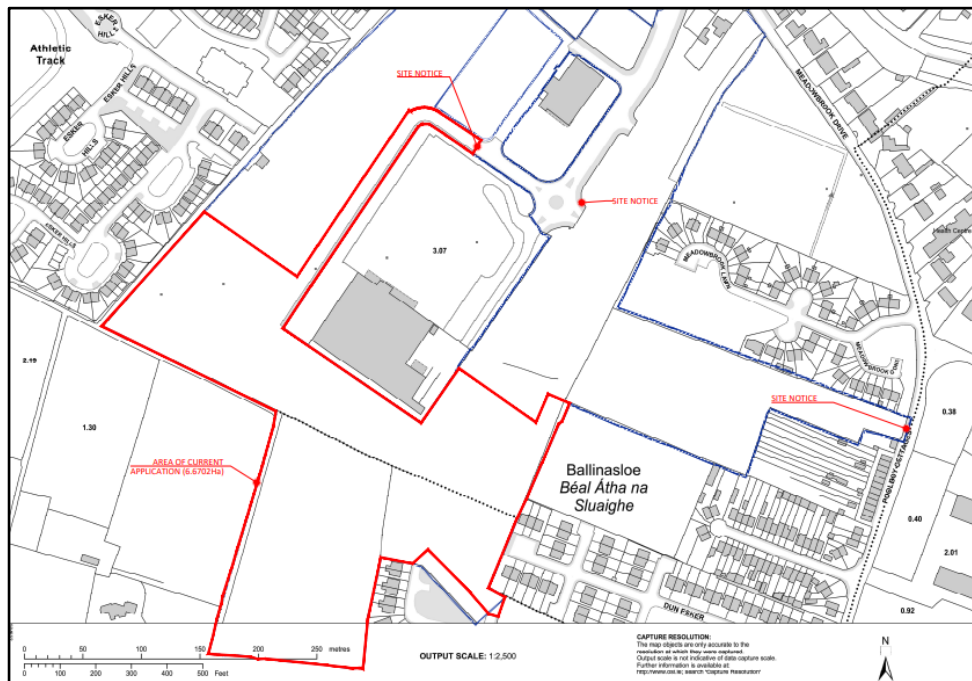 Athletic
Track
ESKER
HILL
ESKER HILLS
ESKER
HILLS
ESKER HILLS
SITE NOTICE
SITE NOTICE
MEADOWBROOK DRIVE
Health Centre
3.07
MEADOWBROOK LAWN
MEADOWBROOK
2.19
1.30
SITE NOTICE
0.38
AREA OF CURRENT
APPLICATION (6.6702Ha)
Ballinasloe
Béal Átha na
Sluaighe
POOLBOY COTTAGES
0.40
2.01
DUN ESKER
0.92
0 50 100 150 200 250 metres
0 100 200 300 400 500 Feet
OUTPUT SCALE: 1:2,500
CAPTURE RESOLUTION:
The map objects are only accurate to the
resolution at which they were captured.
Output scale is not indicative of data capture scale.
Further information is available at:
http://www.osi.ie; search "Capture Resolution"
N